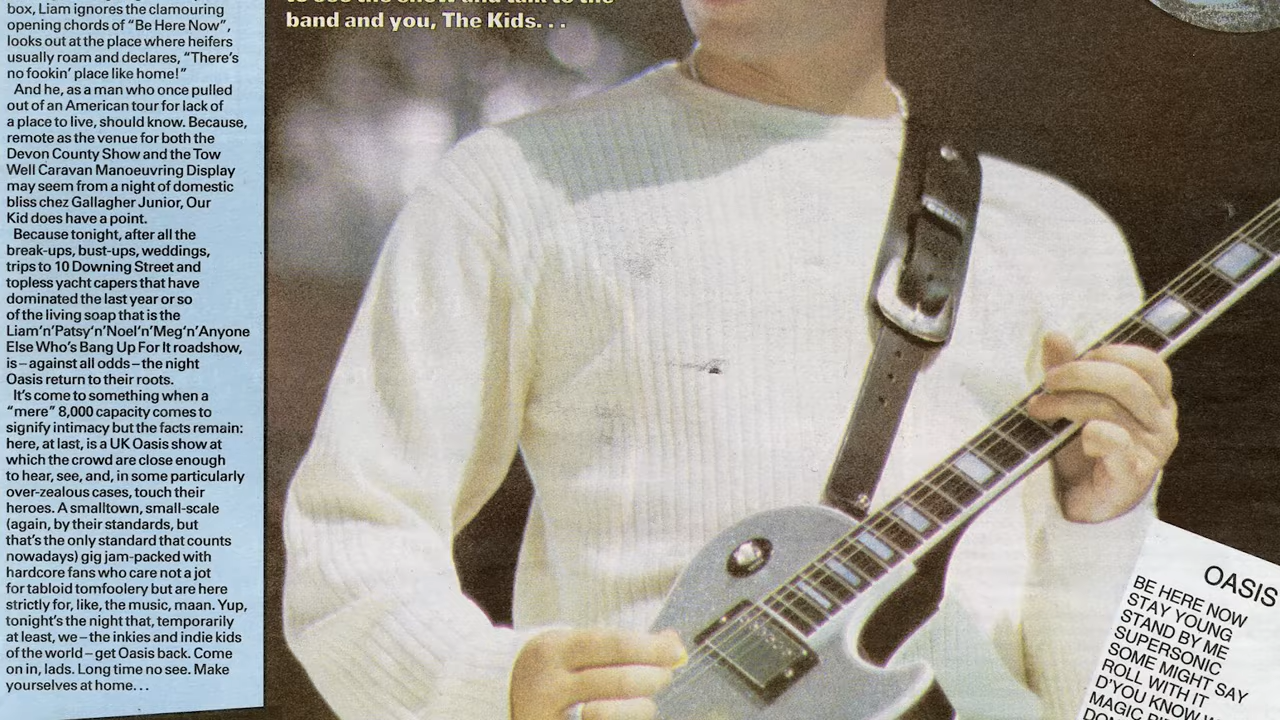 box, Liam ignores the clamouring
opening chords of “Be Here Now”,
looks out at the place where heifers
usually roam and declares, “There’s
no fookin’ place like home!”
And he, as a man who once pulled
out of an American tour for lack of
a place to live, should know. Because,
remote as the venue for both the
Devon County Show and the Tow
Well Caravan Manoeuvring Display
may seem from a night of domestic
bliss chez Gallagher Junior, Our
Kid does have a point.
Because tonight, after all the
break-ups, bust-ups, weddings,
trips to 10 Downing Street and
topless yacht capers that have
dominated the last year or so
of the living soap that is the
Liam‘n’Patsy‘n’Noel‘n’Meg‘n’Anyone
Else Who’s Bang Up For It roadshow,
is – against all odds – the night
Oasis return to their roots.
It’s come to something when a
“mere” 8,000 capacity comes to
signify intimacy but the facts remain:
here, at last, is a UK Oasis show at
which the crowd are close enough
to hear, see, and, in some particularly
over-zealous cases, touch their
heroes. A smalltown, small-scale
(again, by their standards, but
that’s the only standard that counts
nowadays) gig jam-packed with
hardcore fans who care not a jot
for tabloid tomfoolery but are here
strictly for, like, the music, maan. Yup,
tonight’s the night that, temporarily
at least, we – the inkies and indie kids
of the world – get Oasis back. Come
on in, lads. Long time no see. Make
yourselves at home. . .
to see the show and talk to the
band and you, The Kids. . .
OASIS
BE HERE NOW
STAY YOUNG
STAND BY ME
SUPERSONIC
SOME MIGHT SAY
ROLL WITH IT
D’YOU KNOW
MAGIC